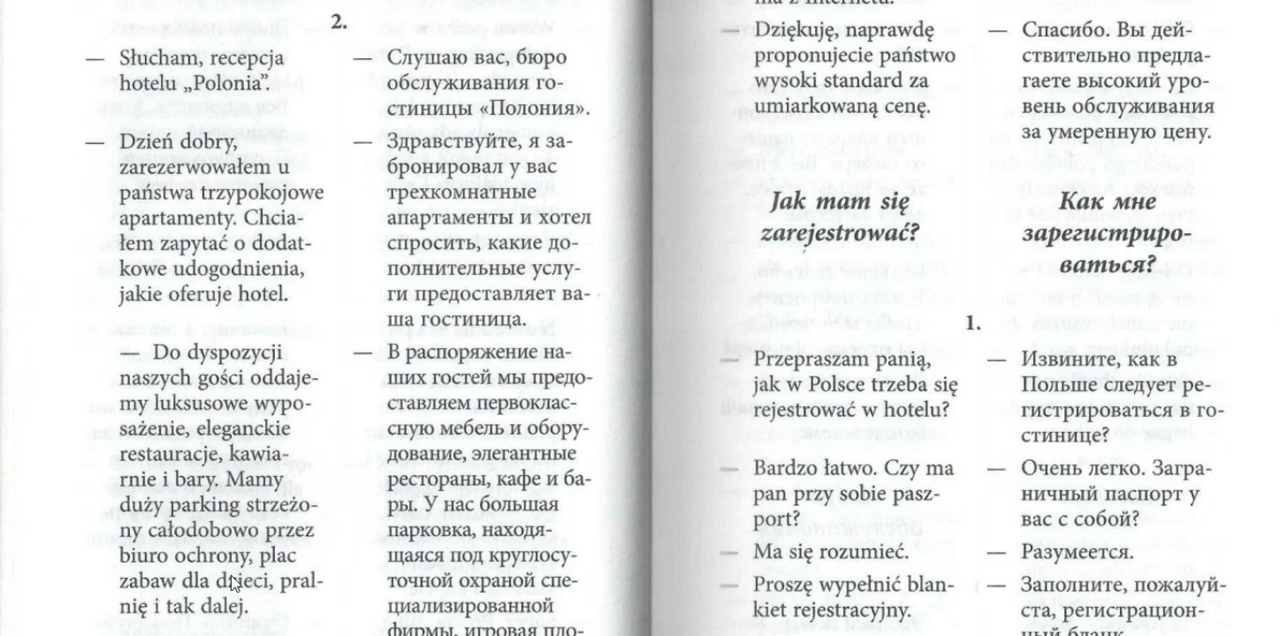 2.
— Słucham, recepcja
hotelu „Polonia”.
— Dzień dobry,
zarezerwowałem u
państwa trzypokojowe
apartamenty. Chcia-
łem zapytać o dodat-
kowe udogodnienia,
jakie oferuje hotel.
— Do dyspozycji
naszych gości oddaje-
my luksusowe wypo-
sażenie, eleganckie
restauracje, kawia-
rnie i bary. Mamy
duży parking strzeżo-
ny całodobowo przez
biuro ochrony, plac
zabaw dla dzieci, pral-
nię i tak dalej.
— Слушаю вас, бюро
обслуживания го-
стиницы «Полония».
— Здравствуйте, я за-
бронировал у вас
трехкомнатные
апартаменты и хотел
спросить, какие до-
полнительные услу-
ги предоставляет ва-
ша гостиница.
— В распоряжение на-
ших гостей мы предо-
ставляем первоклас-
сную мебель и обору-
дование, элегантные
рестораны, кафе и ба-
ры. У нас большая
парковка, находя-
щаяся под круглосу-
точной охраной спе-
циализированной
фирмы, игровая пло-
— Dziękuję, naprawdę
proponujecie państwo
wysoki standard za
umiarkowaną cenę.
— Спасибо. Вы дей-
ствительно предла-
гаете высокий уро-
вень обслуживания
за умеренную цену.
Jak mam się
zarejestrować?
Как мне
зарегистриро-
ваться?
1.
— Przepraszam panią,
jak w Polsce trzeba się
rejestrować w hotelu?
— Bardzo łatwo. Czy ma
pan przy sobie pasz-
port?
— Ma się rozumieć.
— Proszę wypełnić blan-
kiet rejestracyjny.
— Извините, как в
Польше следует ре-
гистрироваться в го-
стинице?
— Очень легко. Загра-
ничный паспорт у
вас с собой?
— Разумеется.
— Заполните, пожалуй-
ста, регистрацион-
ный бланк